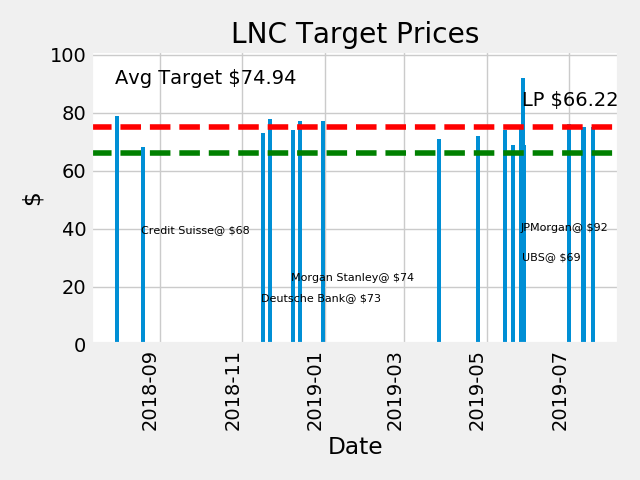 LNC Target Prices
100
Avg Target $74.94
LP $66.22
80
60
$
40
Credit Suisse@ $68
JPMorgan@ $92
UBS@ $69
Morgan Stanley@ $74
20
Deutsche Bank@ $73
0
2018-09
2018-11
2019-01
2019-03
2019-05
2019-07
Date